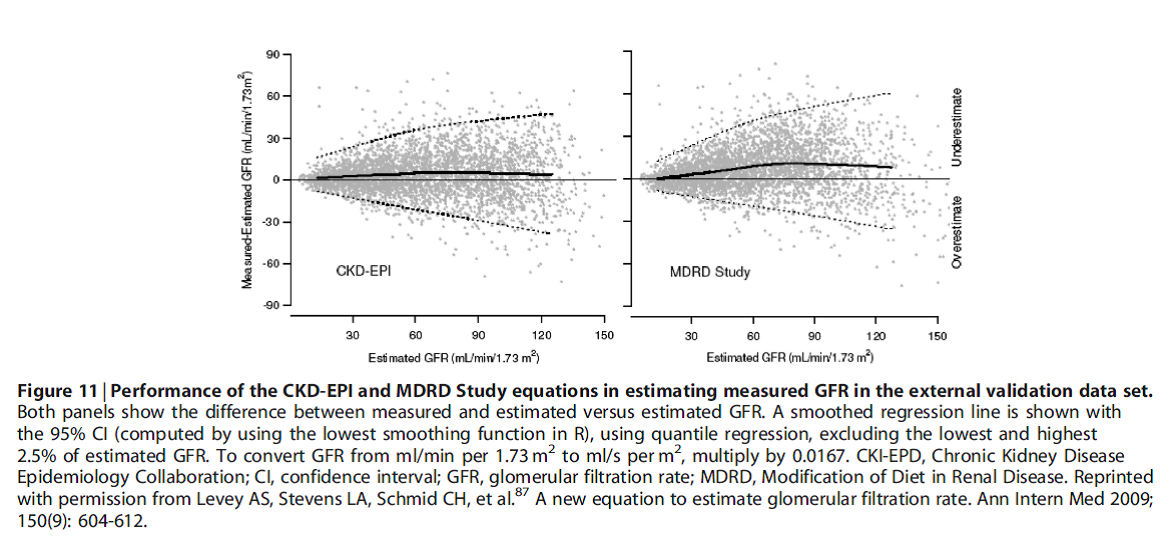 90
60
30
0
-30
-60
-90
Measured-Estimated GFR (mL/min/1.73m²)
CKD-EPI
30 60 90 120 150
Estimated GFR (mL/min/1.73 m²)
MDRD Study
30 60 90 120 150
Estimated GFR (mL/min/1.73 m²)
Underestimate
Overestimate
Figure 11 | Performance of the CKD-EPI and MDRD Study equations in estimating measured GFR in the external validation data set.
Both panels show the difference between measured and estimated versus estimated GFR. A smoothed regression line is shown with
the 95% CI (computed by using the lowest smoothing function in R), using quantile regression, excluding the lowest and highest
2.5% of estimated GFR. To convert GFR from ml/min per 1.73 m² to ml/s per m², multiply by 0.0167. CKI-EPD, Chronic Kidney Disease
Epidemiology Collaboration; CI, confidence interval; GFR, glomerular filtration rate; MDRD, Modification of Diet in Renal Disease. Reprinted
with permission from Levey AS, Stevens LA, Schmid CH, et al.⁸⁷ A new equation to estimate glomerular filtration rate. Ann Intern Med 2009;
150(9): 604-612.